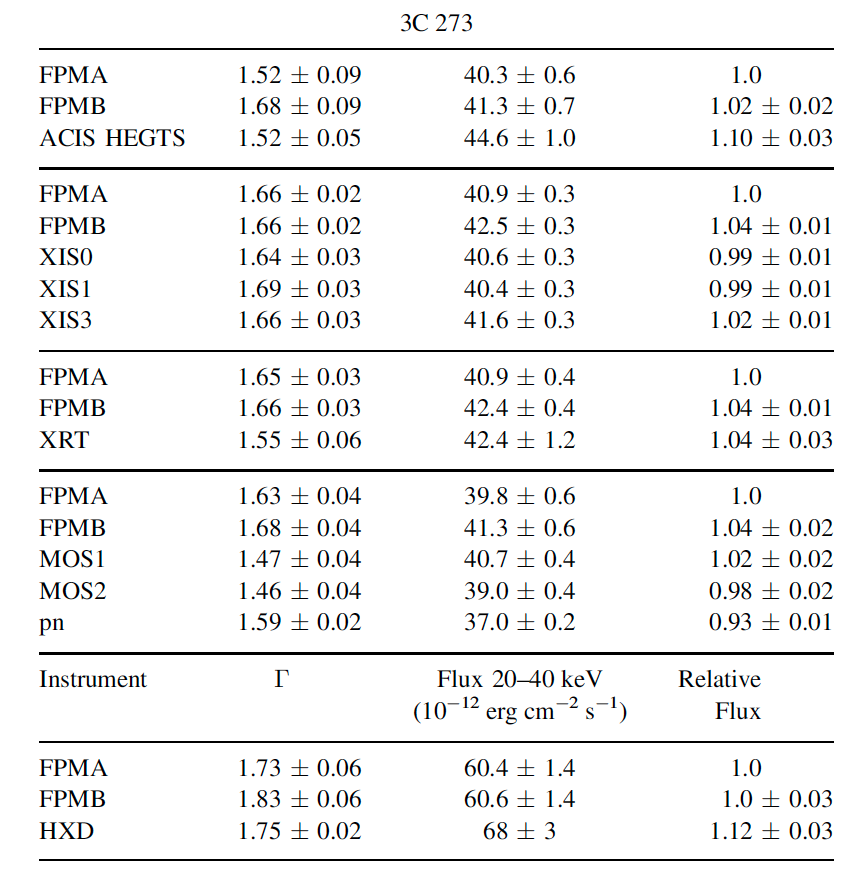 3C 273
FPMA 1.52 ± 0.09 40.3 ± 0.6 1.0
FPMB 1.68 ± 0.09 41.3 ± 0.7 1.02 ± 0.02
ACIS HEGTS 1.52 ± 0.05 44.6 ± 1.0 1.10 ± 0.03
FPMA 1.66 ± 0.02 40.9 ± 0.3 1.0
FPMB 1.66 ± 0.02 42.5 ± 0.3 1.04 ± 0.01
XIS0 1.64 ± 0.03 40.6 ± 0.3 0.99 ± 0.01
XIS1 1.69 ± 0.03 40.4 ± 0.3 0.99 ± 0.01
XIS3 1.66 ± 0.03 41.6 ± 0.3 1.02 ± 0.01
FPMA 1.65 ± 0.03 40.9 ± 0.4 1.0
FPMB 1.66 ± 0.03 42.4 ± 0.4 1.04 ± 0.01
XRT 1.55 ± 0.06 42.4 ± 1.2 1.04 ± 0.03
FPMA 1.63 ± 0.04 39.8 ± 0.6 1.0
FPMB 1.68 ± 0.04 41.3 ± 0.6 1.04 ± 0.02
MOS1 1.47 ± 0.04 40.7 ± 0.4 1.02 ± 0.02
MOS2 1.46 ± 0.04 39.0 ± 0.4 0.98 ± 0.02
pn 1.59 ± 0.02 37.0 ± 0.2 0.93 ± 0.01
Instrument Γ Flux 20–40 keV Relative
(10⁻¹² erg cm⁻² s⁻¹) Flux
FPMA 1.73 ± 0.06 60.4 ± 1.4 1.0
FPMB 1.83 ± 0.06 60.6 ± 1.4 1.0 ± 0.03
HXD 1.75 ± 0.02 68 ± 3 1.12 ± 0.03